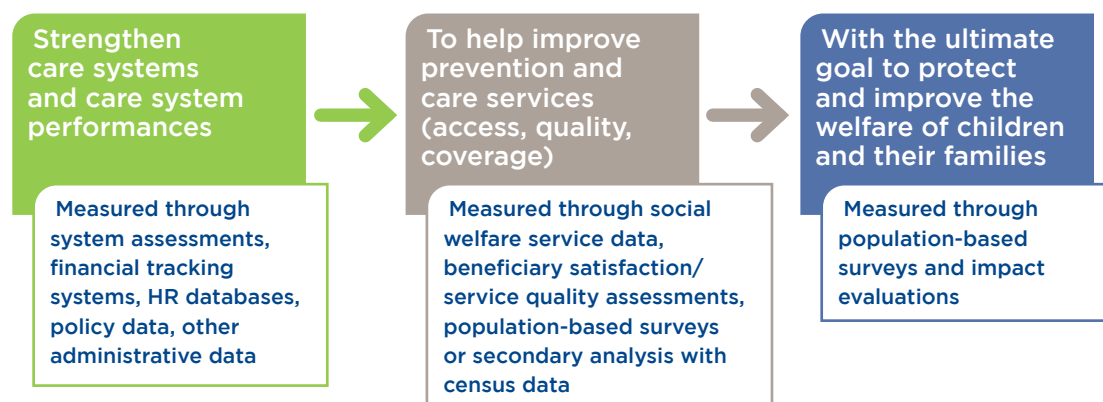 Strengthen
care systems
and care system
performances
Measured through
system assessments,
financial tracking
systems, HR databases,
policy data, other
administrative data
To help improve
prevention and
care services
(access, quality,
coverage)
Measured through social
welfare service data,
beneficiary satisfaction/
service quality assessments,
population-based surveys
or secondary analysis with
census data
With the ultimate
goal to protect
and improve the
welfare of children
and their families
Measured through
population-based
surveys and impact
evaluations